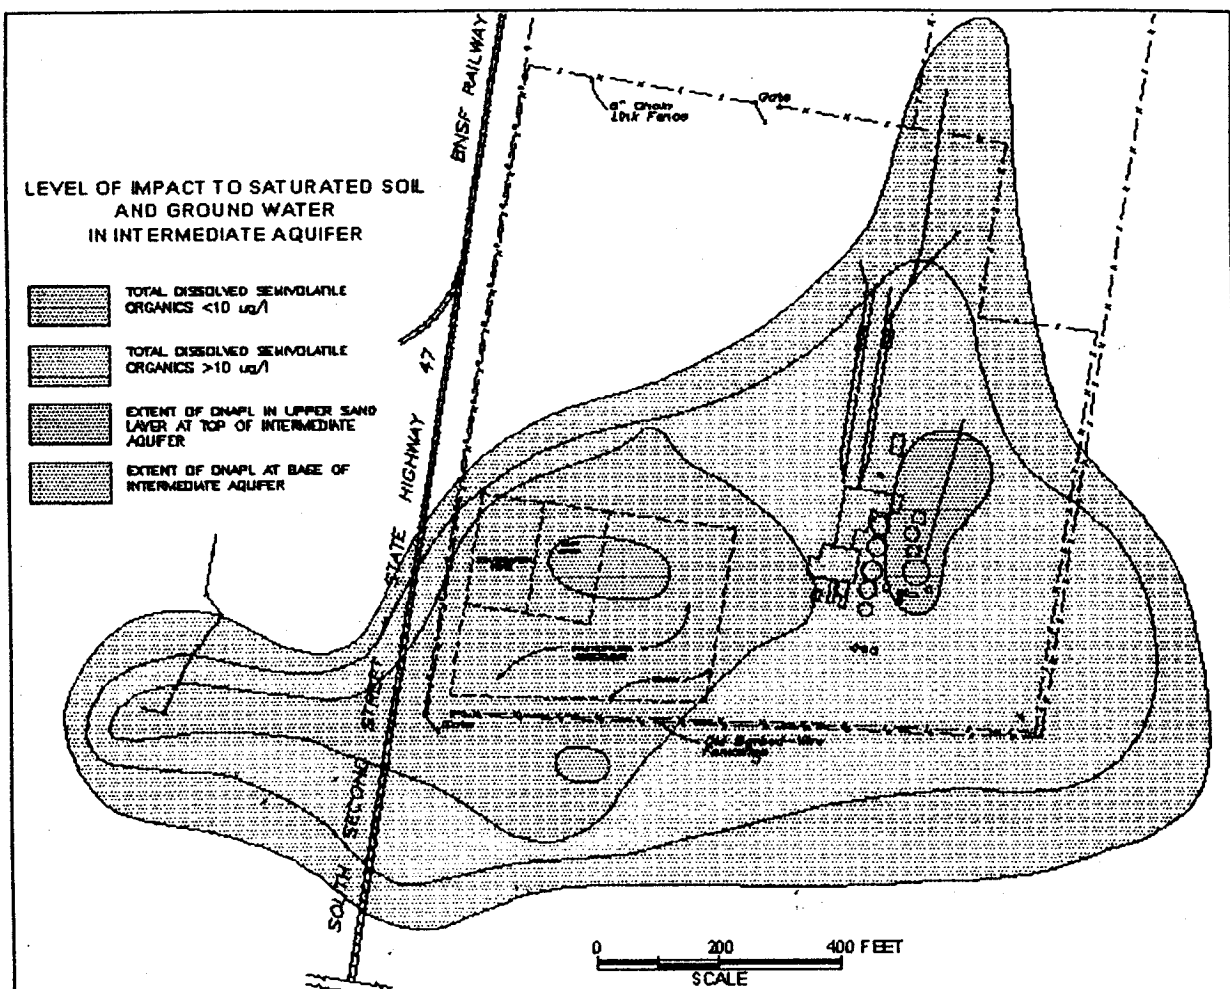 BNSF RAILWAY
6" Chain
Link Fence
Gate
LEVEL OF IMPACT TO SATURATED SOIL
AND GROUND WATER
IN INTERMEDIATE AQUIFER
TOTAL DISSOLVED SEMIVOLATILE
ORGANICS <10 ug/l
TOTAL DISSOLVED SEMIVOLATILE
ORGANICS >10 ug/l
EXTENT OF DNAPL IN UPPER SAND
LAYER AT TOP OF INTERMEDIATE
AQUIFER
EXTENT OF DNAPL AT BASE OF
INTERMEDIATE AQUIFER
STATE HIGHWAY 47
SOUTH SECOND STREET
Old Barbed-Wire
0 200 400 FEET
SCALE